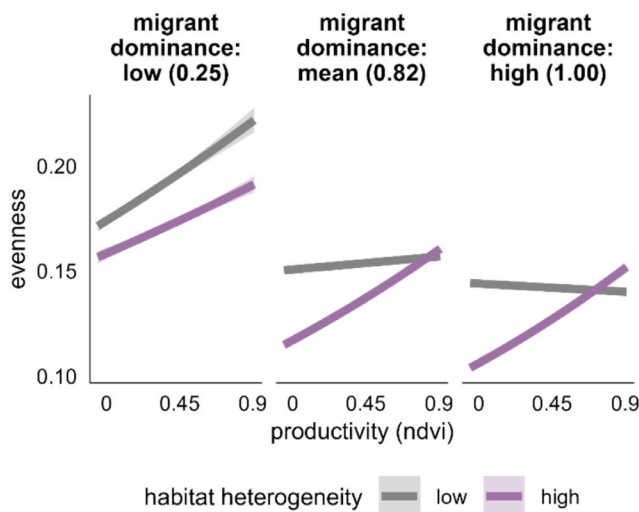 migrant dominance: low (0.25)
migrant dominance: mean (0.82)
migrant dominance: high (1.00)
evenness
0.20
0.15
0.10
0 0.45 0.9
0 0.45 0.9
0 0.45 0.9
productivity (ndvi)
habitat heterogeneity low high